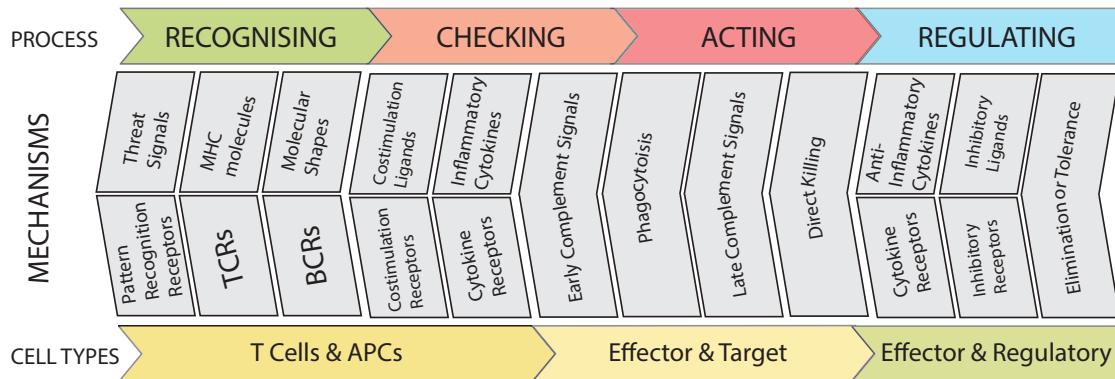 PROCESS
RECOGNISING
CHECKING
ACTING
REGULATING
MECHANISMS
Threat
Signals
MHC
molecules
Molecular
Shapes
Costimulation
Ligands
Inflammatory
Cytokines
Early Complement Signals
Phagocytoisis
Late Complement Signals
Direct Killing
Anti-
Inflammatory
Cytokines
Inhibitory
Ligands
Elimination or Tolerance
Pattern
Recognition
Receptors
TCRs
BCRs
Costimulation
Receptors
Cytokine
Receptors
Cytokine
Receptors
Inhibitory
Receptors
CELL TYPES
T Cells & APCs
Effector & Target
Effector & Regulatory